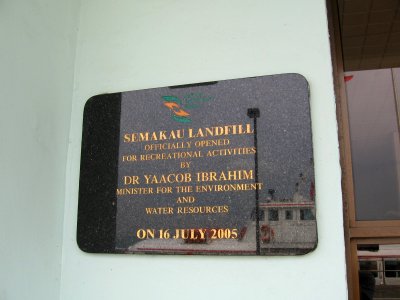 SEMAKAU LANDFILL
OFFICIALLY OPENED
FOR RECREATIONAL ACTIVITIES
BY
DR YAACOB IBRAHIM
MINISTER FOR THE ENVIRONMENT
AND
WATER RESOURCES
ON 16 JULY 2005